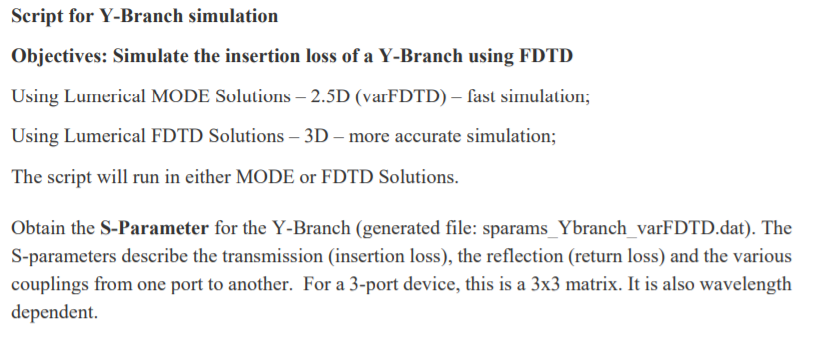 Script for Y-Branch simulation
Objectives: Simulate the insertion loss of a Y-Branch using FDTD
Using Lumerical MODE Solutions – 2.5D (varFDTD) – fast simulation;
Using Lumerical FDTD Solutions – 3D – more accurate simulation;
The script will run in either MODE or FDTD Solutions.
Obtain the S-Parameter for the Y-Branch (generated file: sparams_Ybranch_varFDTD.dat). The
S-parameters describe the transmission (insertion loss), the reflection (return loss) and the various
couplings from one port to another.  For a 3-port device, this is a 3x3 matrix. It is also wavelength
dependent.